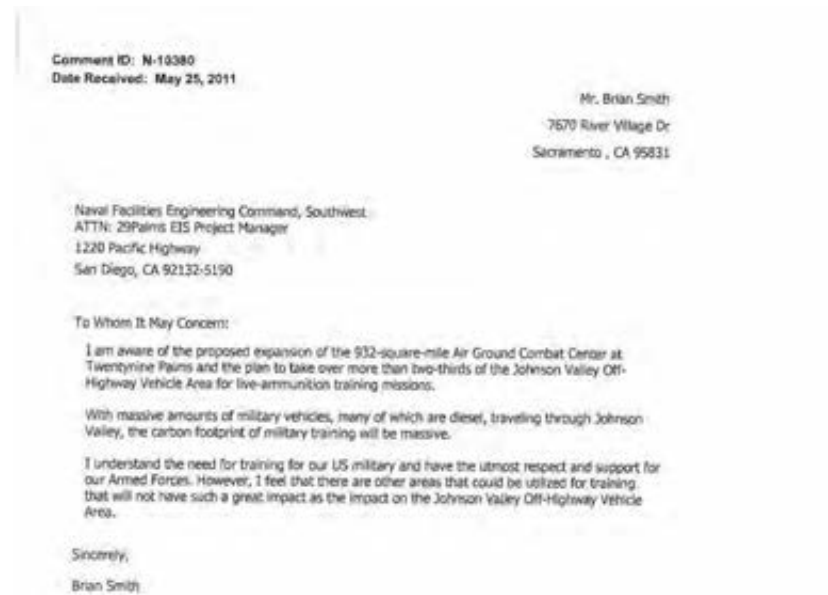 Comment ID: N-10380
Date Received: May 25, 2011
Mr. Brian Smith
7670 River Village Dr
Sacramento , CA 95831
Naval Facilities Engineering Command, Southwest
ATTN: 29Palms EIS Project Manager
1220 Pacific Highway
San Diego, CA 92132-5190
To Whom It May Concern:
I am aware of the proposed expansion of the 932-square-mile Air Ground Combat Center at
Twentynine Palms and the plan to take over more than two-thirds of the Johnson Valley Off-
Highway Vehicle Area for live-ammunition training missions.
With massive amounts of military vehicles, many of which are diesel, traveling through Johnson
Valley, the carbon footprint of military training will be massive.
I understand the need for training for our US military and have the utmost respect and support for
our Armed Forces. However, I feel that there are other areas that could be utilized for training
that will not have such a great impact as the impact on the Johnson Valley Off-Highway Vehicle
Area.
Sincerely,
Brian Smith